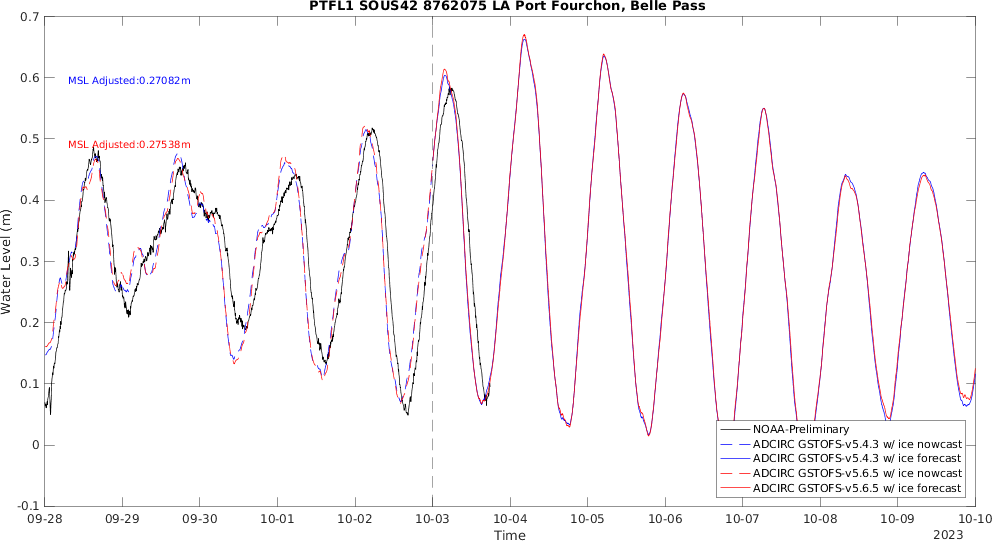 PTFL1 SOUS42 8762075 LA Port Fourchon, Belle Pass
0.7
0.6
0.5
0.4
0.3
0.2
0.1
0
-0.1
Water Level (m)
MSL Adjusted:0.27082m
MSL Adjusted:0.27538m
NOAA-Preliminary
ADCIRC GSTOFS-v5.4.3 w/ ice nowcast
ADCIRC GSTOFS-v5.4.3 w/ ice forecast
ADCIRC GSTOFS-v5.6.5 w/ ice nowcast
ADCIRC GSTOFS-v5.6.5 w/ ice forecast
09-28 09-29 09-30 10-01 10-02 10-03 10-04 10-05 10-06 10-07 10-08 10-09 10-10
Time
2023